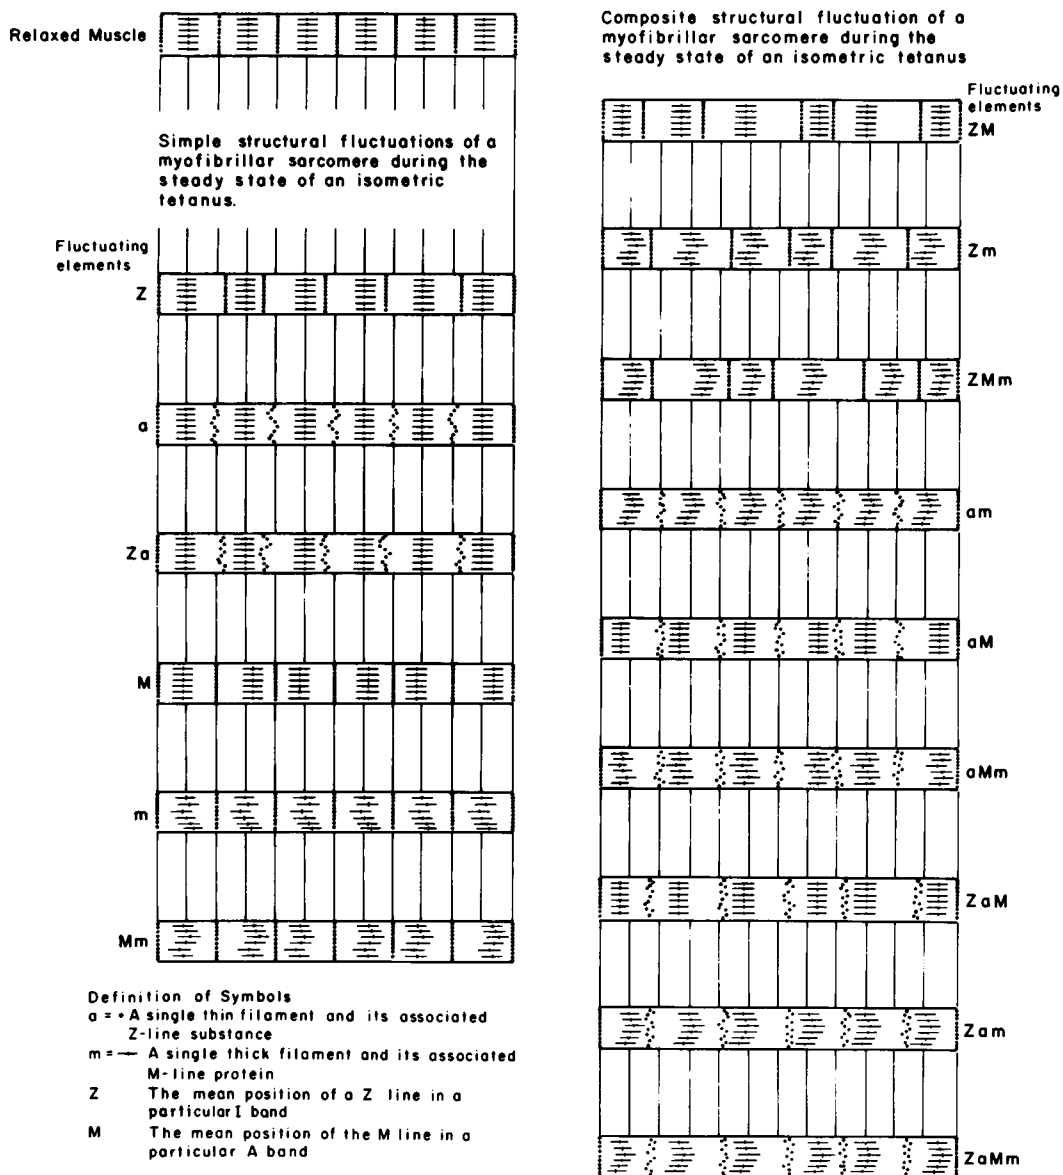 Relaxed Muscle
Simple structural fluctuations of a
myofibrillar sarcomere during the
steady state of an isometric
tetanus.
Fluctuating
elements
Z
a
Za
M
m
Mm
Definition of Symbols
a = • A single thin filament and its associated
Z-line substance
m = — A single thick filament and its associated
M-line protein
Z The mean position of a Z line in a
particular I band
M The mean position of the M line in a
particular A band
Composite structural fluctuation of a
myofibrillar sarcomere during the
steady state of an isometric tetanus
Fluctuating
elements
ZM
Zm
ZMm
am
aM
aMm
ZaM
Zam
ZaMm